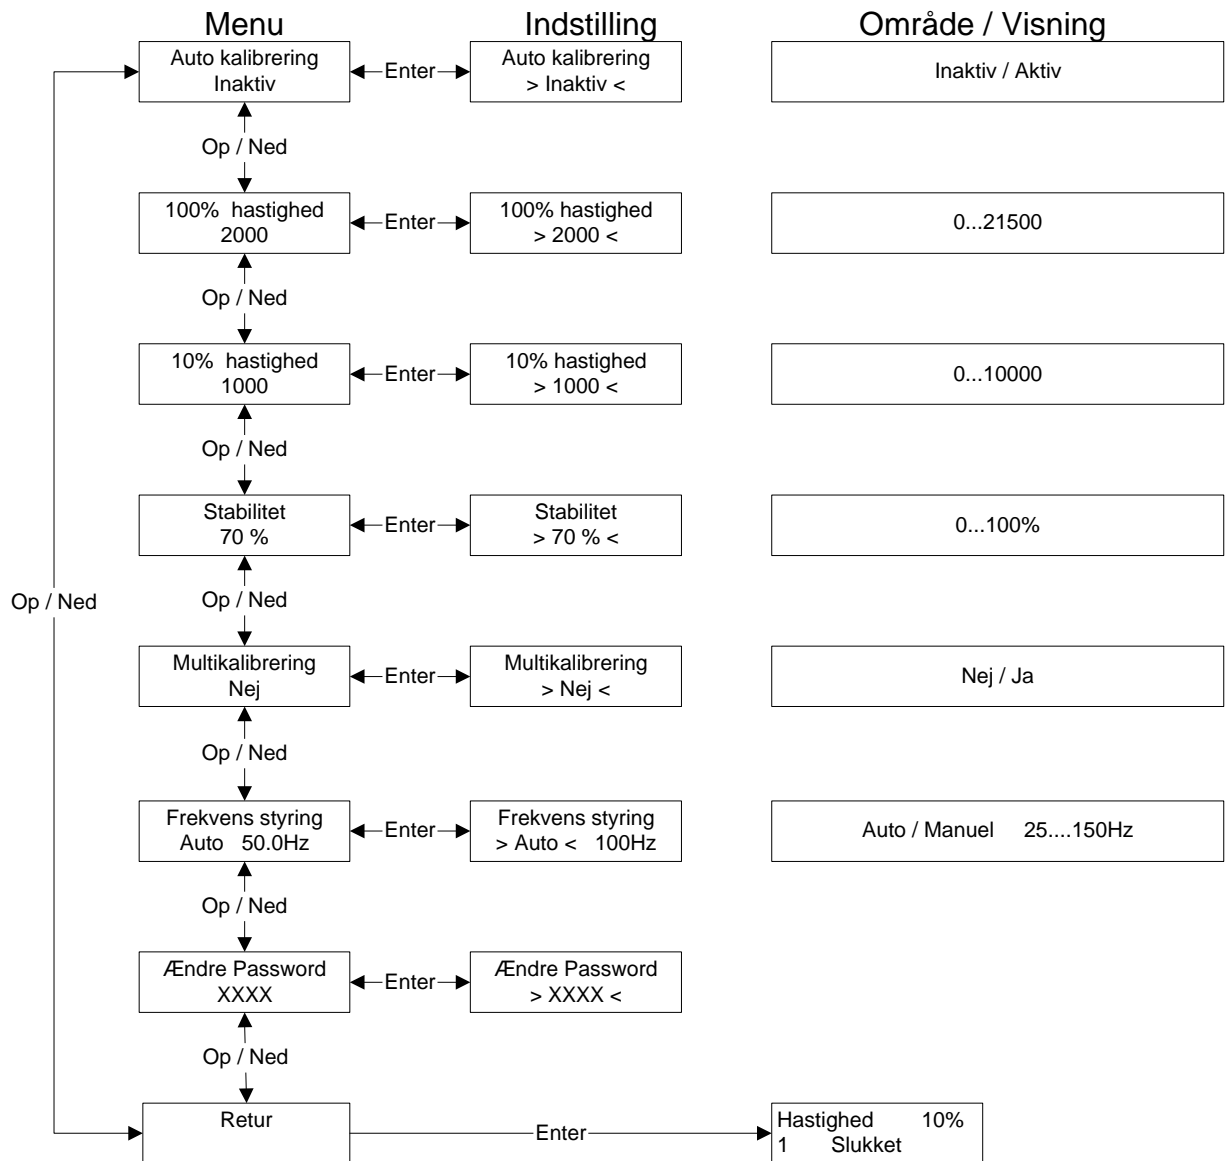 Menu Indstilling Område / Visning
Auto kalibrering
Inaktiv
Enter
Auto kalibrering
> Inaktiv <
Inaktiv / Aktiv
Op / Ned
100% hastighed
2000
Enter
100% hastighed
> 2000 <
0...21500
Op / Ned
10% hastighed
1000
Enter
10% hastighed
> 1000 <
0...10000
Op / Ned
Stabilitet
70 %
Enter
Stabilitet
> 70 % <
0...100%
Op / Ned
Op / Ned
Multikalibrering
Nej
Enter
Multikalibrering
> Nej <
Nej / Ja
Op / Ned
Frekvens styring
Auto 50.0Hz
Enter
Frekvens styring
> Auto < 100Hz
Auto / Manuel 25....150Hz
Op / Ned
Ændre Password
XXXX
Enter
Ændre Password
> XXXX <
Op / Ned
Retur
Enter
Hastighed 10%
1 Slukket